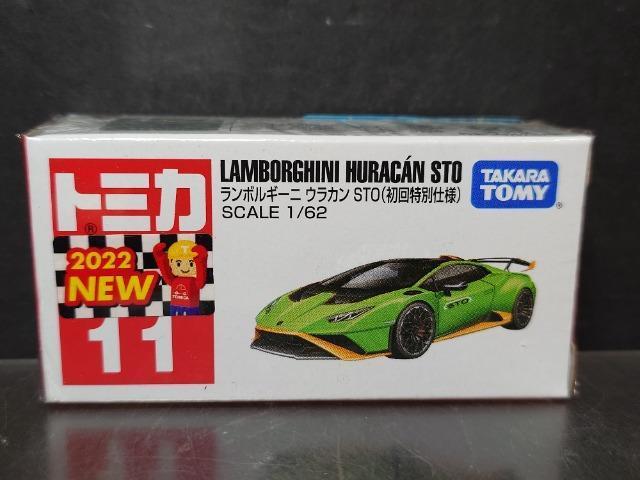 トミカ
®
2022
NEW
TOMICA
11
LAMBORGHINI HURACÁN STO
ランボルギーニ ウラカン STO(初回特別仕様)
SCALE 1/62
TAKARA
TOMY
®
STO